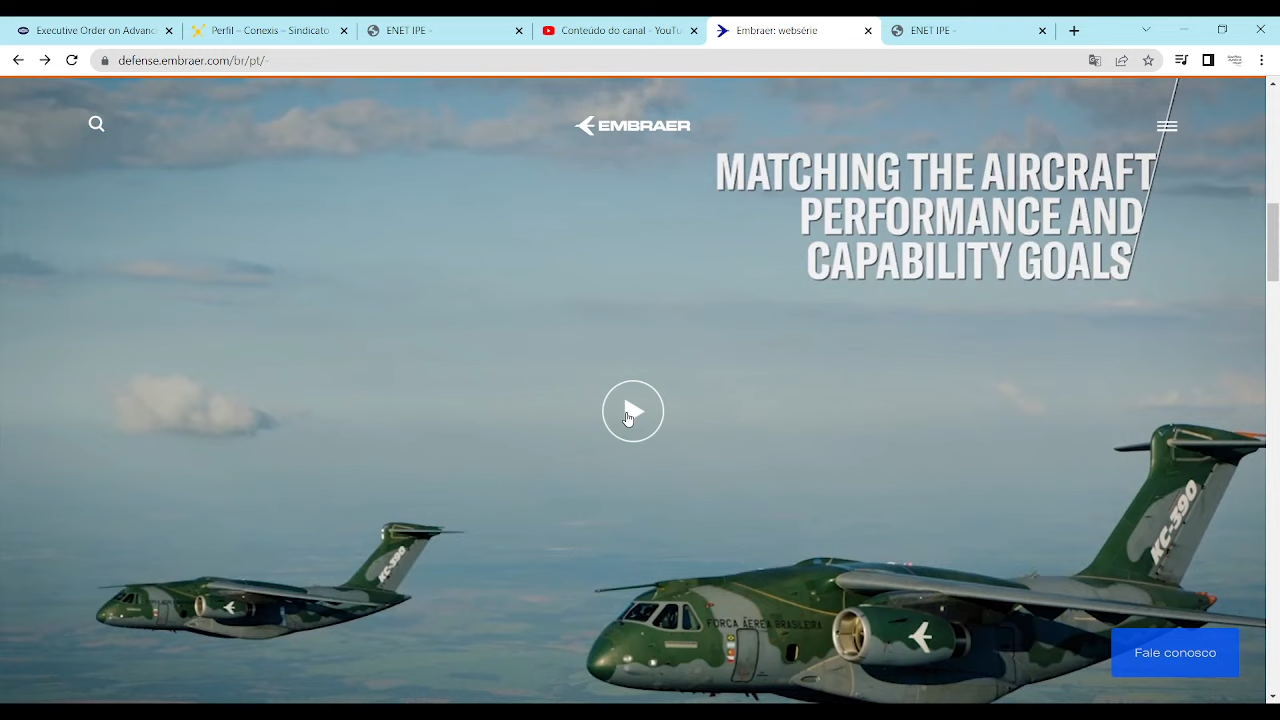 Executive Order on Advanc
Perfil – Conexis – Sindicato
ENET IPE -
Conteúdo do canal - YouTu
Embraer: websérie
ENET IPE -
defense.embraer.com/br/pt/-
EMBRAER
MATCHING THE AIRCRAFT
PERFORMANCE AND
CAPABILITY GOALS
KC-390
KC-390
FORÇA AÉREA BRASILEIRA
Fale conosco